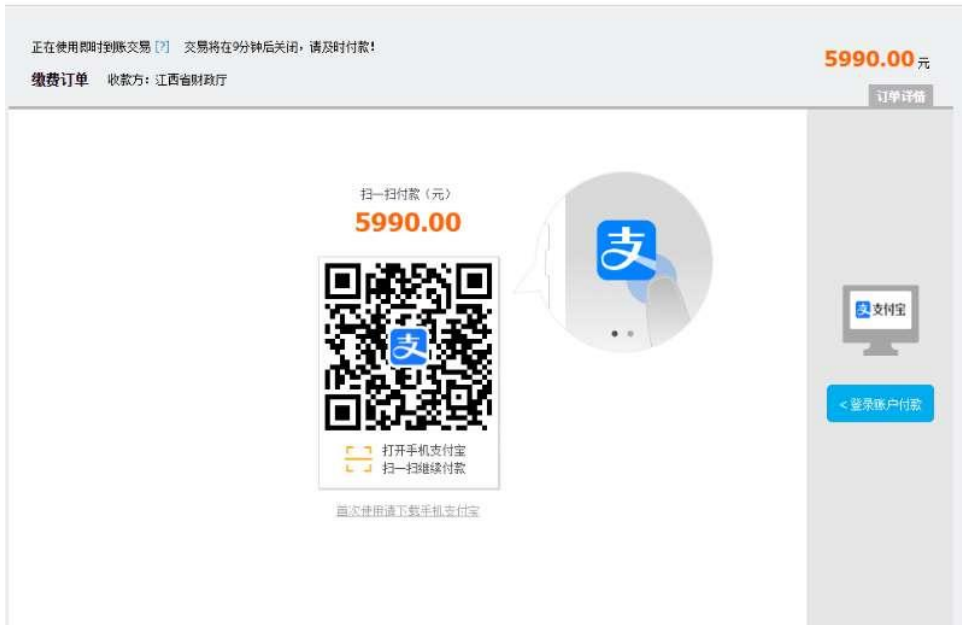 正在使用即时到账交易 [?] 交易将在9分钟后关闭，请及时付款！
缴费订单 收款方：江西省财政厅
5990.00 元
订单详情
扫一扫付款（元）
5990.00
支
支
打开手机支付宝
扫一扫继续付款
首次使用请下载手机支付宝
支 支付宝
<登录账户付款